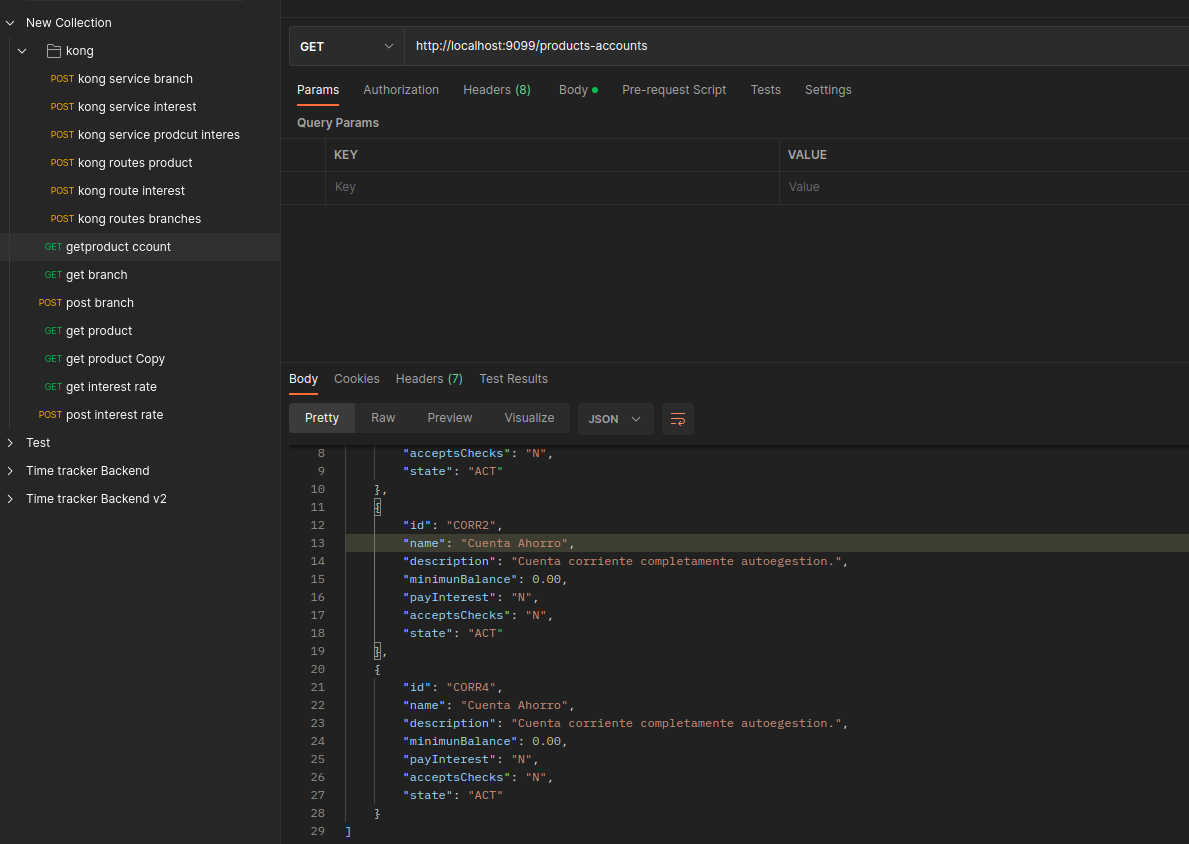 New Collection
kong
POST kong service branch
POST kong service interest
POST kong service prodcut interes
POST kong routes product
POST kong route interest
POST kong routes branches
GET getproduct ccount
GET get branch
POST post branch
GET get product
GET get product Copy
GET get interest rate
POST post interest rate
Test
Time tracker Backend
Time tracker Backend v2
GET http://localhost:9099/products-accounts
Params Authorization Headers (8) Body Pre-request Script Tests Settings
Query Params
KEY VALUE
Key Value
Body Cookies Headers (7) Test Results
Pretty Raw Preview Visualize JSON
8 "acceptsChecks": "N",
9 "state": "ACT"
10 },
11 {
12 "id": "CORR2",
13 "name": "Cuenta Ahorro",
14 "description": "Cuenta corriente completamente autoegestion.",
15 "minimunBalance": 0.00,
16 "payInterest": "N",
17 "acceptsChecks": "N",
18 "state": "ACT"
19 },
20 {
21 "id": "CORR4",
22 "name": "Cuenta Ahorro",
23 "description": "Cuenta corriente completamente autoegestion.",
24 "minimunBalance": 0.00,
25 "payInterest": "N",
26 "acceptsChecks": "N",
27 "state": "ACT"
28 }
29 ]